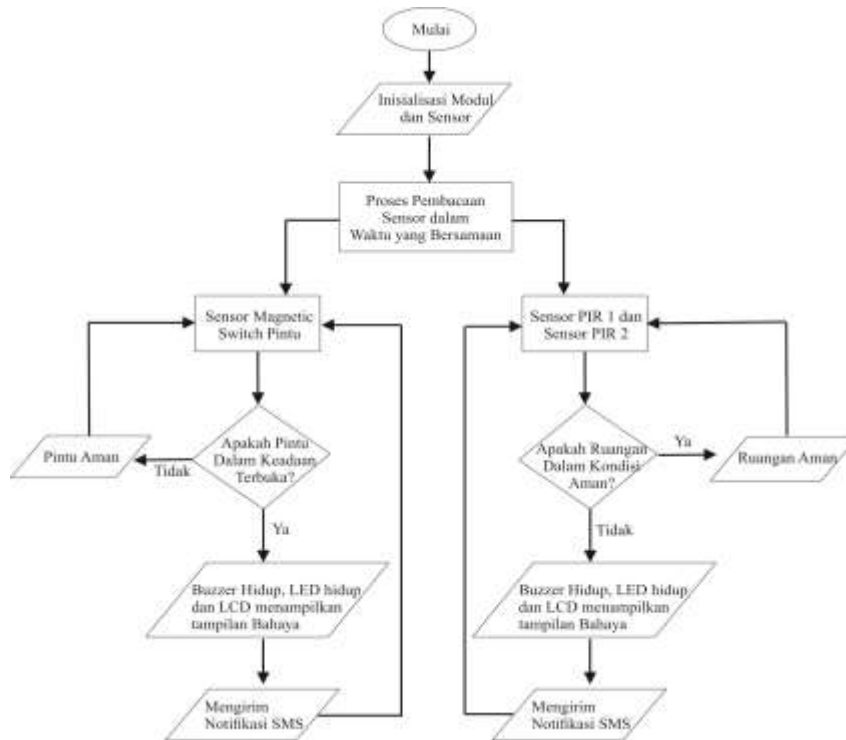 Mulai
Inisialisasi Modul
dan Sensor
Proses Pembacaan
Sensor dalam
Waktu yang Bersamaan
Sensor Magnetic
Switch Pintu
Sensor PIR 1 dan
Sensor PIR 2
Pintu Aman
Tidak
Apakah Pintu
Dalam Keadaan
Terbuka?
Apakah Ruangan
Dalam Kondisi
Aman?
Ya
Ruangan Aman
Ya
Tidak
Buzzer Hidup, LED hidup
dan LCD menampilkan
tampilan Bahaya
Buzzer Hidup, LED hidup
dan LCD menampilkan
tampilan Bahaya
Mengirim
Notifikasi SMS
Mengirim
Notifikasi SMS